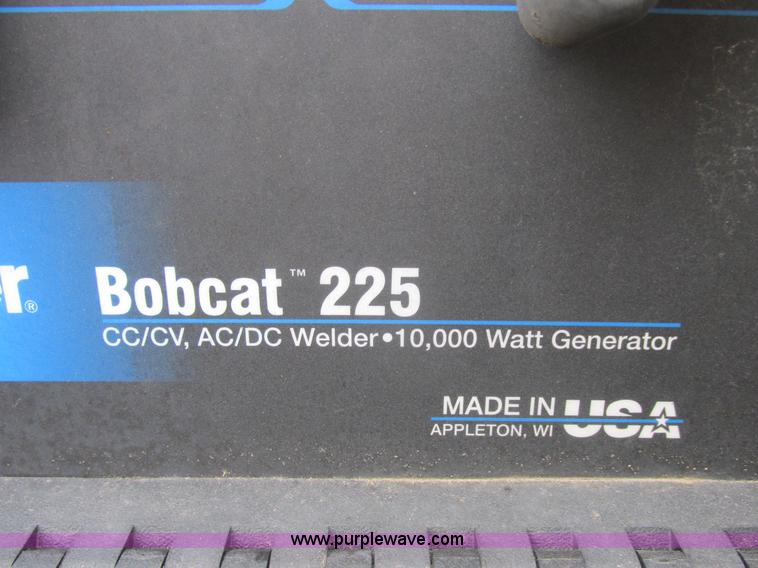 er®
Bobcat™ 225
CC/CV, AC/DC Welder•10,000 Watt Generator
MADE IN USA
APPLETON, WI
www.purplewave.com